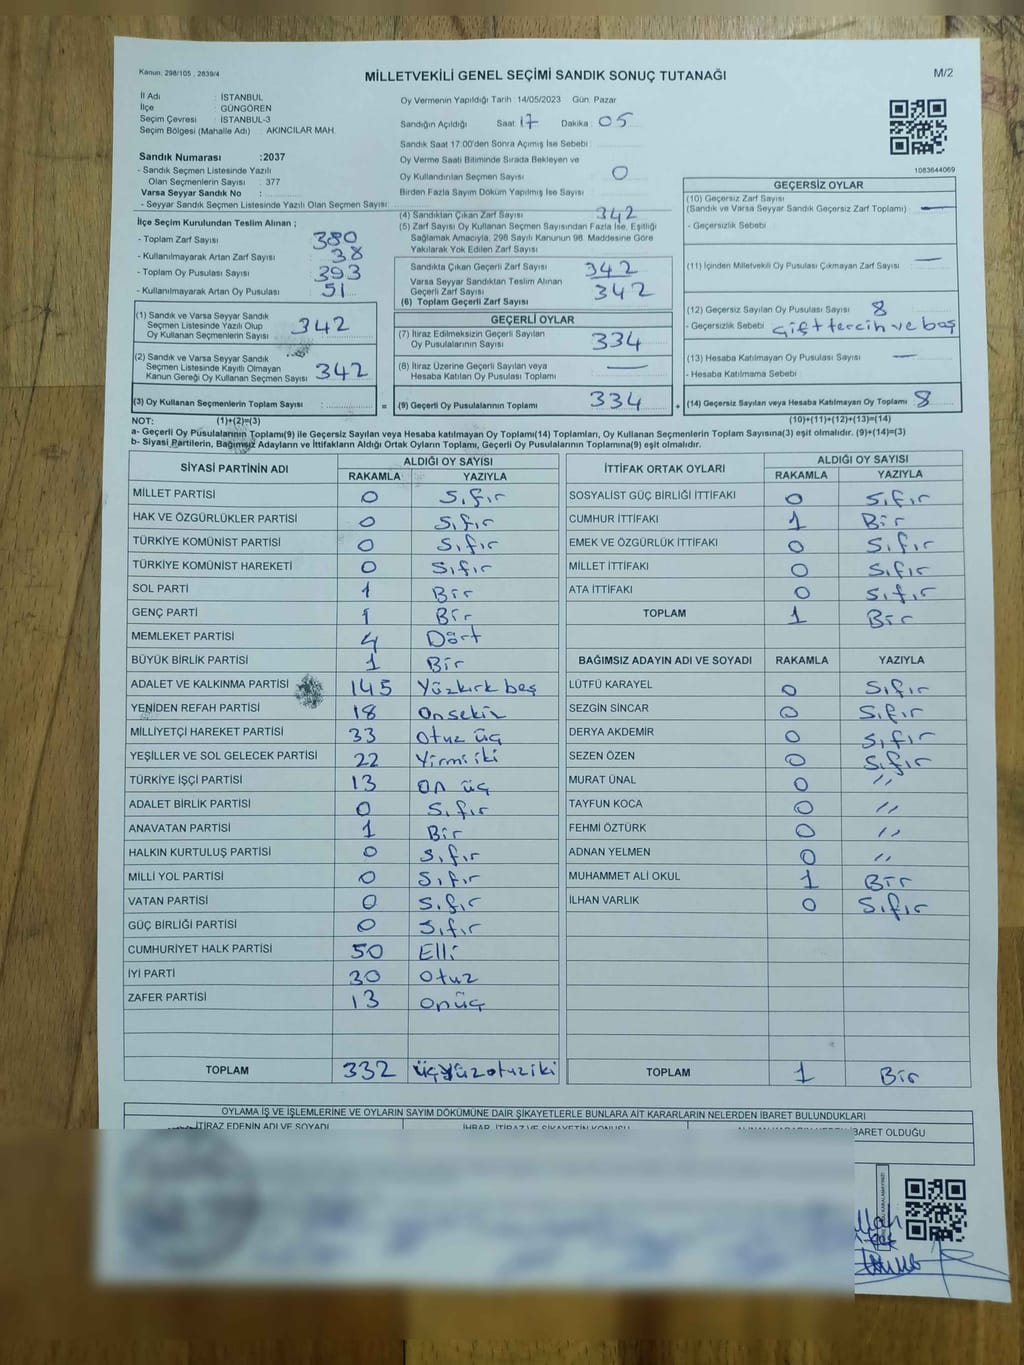 Kanun: 298/105 , 2839/4
MİLLETVEKİLİ GENEL SEÇİMİ SANDIK SONUÇ TUTANAĞI
M/2
İl Adı : İSTANBUL
İlçe : GÜNGÖREN
Seçim Çevresi : İSTANBUL-3
Seçim Bölgesi (Mahalle Adı) : AKINCILAR MAH.
Sandık Numarası :2037
- Sandık Seçmen Listesinde Yazılı
Olan Seçmenlerin Sayısı : 377
Varsa Seyyar Sandık No :
- Seyyar Sandık Seçmen Listesinde Yazılı Olan Seçmen Sayısı:
Oy Vermenin Yapıldığı Tarih :14/05/2023 Gün: Pazar
Sandığın Açıldığı Saat: 17 Dakika : 05
Sandık Saat 17:00'den Sonra Açımış İse Sebebi :
Oy Verme Saati Bitiminde Sırada Bekleyen ve
Oy Kullandırılan Seçmen Sayısı 0
Birden Fazla Sayım Döküm Yapılmış İse Sayısı :
1083644069
İlçe Seçim Kurulundan Teslim Alınan ;
- Toplam Zarf Sayısı : 380
- Kullanılmayarak Artan Zarf Sayısı : 38
- Toplam Oy Pusulası Sayısı : 393
- Kullanılmayarak Artan Oy Pusulası : 51
(4) Sandıktan Çıkan Zarf Sayısı 342
(5) Zarf Sayısı Oy Kullanan Seçmen Sayısından Fazla İse, Eşitliği
Sağlamak Amacıyla, 298 Sayılı Kanunun 98. Maddesine Göre
Yakılarak Yok Edilen Zarf Sayısı
Sandıkta Çıkan Geçerli Zarf Sayısı 342
Varsa Seyyar Sandıktan Teslim Alınan
Geçerli Zarf Sayısı
(6) Toplam Geçerli Zarf Sayısı 342
GEÇERSİZ OYLAR
(10) Geçersiz Zarf Sayısı
(Sandık ve Varsa Seyyar Sandık Geçersiz Zarf Toplamı) —
- Geçersizlik Sebebi
(11) İçinden Milletvekili Oy Pusulası Çıkmayan Zarf Sayısı —
(12) Geçersiz Sayılan Oy Pusulası Sayısı 8
- Geçersizlik Sebebi : Çift tercih ve baş
(13) Hesaba Katılmayan Oy Pusulası Sayısı —
- Hesaba Katılmama Sebebi :
(1) Sandık ve Varsa Seyyar Sandık
Seçmen Listesinde Yazılı Olup
Oy Kullanan Seçmenlerin Sayısı 342
(2) Sandık ve Varsa Seyyar Sandık
Seçmen Listesinde Kayıtlı Olmayan
Kanun Gereği Oy Kullanan Seçmen Sayısı 342
GEÇERLİ OYLAR
(7) İtiraz Edilmeksizin Geçerli Sayılan
Oy Pusulalarının Sayısı 334
(8) İtiraz Üzerine Geçerli Sayılan veya
Hesaba Katılan Oy Pusulası Toplamı —
(3) Oy Kullanan Seçmenlerin Toplam Sayısı : = (9) Geçerli Oy Pusulalarının Toplamı 334 + (14) Geçersiz Sayılan veya Hesaba Katılmayan Oy Toplamı : 8
NOT: (1)+(2)=(3) (10)+(11)+(12)+(13)=(14)
a- Geçerli Oy Pusulalarının Toplamı(9) ile Geçersiz Sayılan veya Hesaba katılmayan Oy Toplamı(14) Toplamları, Oy Kullanan Seçmenlerin Toplam Sayısına(3) eşit olmalıdır. (9)+(14)=(3)
b- Siyasi Partilerin, Bağımsız Adayların ve İttifakların Aldığı Ortak Oyların Toplamı, Geçerli Oy Pusulalarının Toplamına(9) eşit olmalıdır.
SİYASİ PARTİNİN ADI ALDIĞI OY SAYISI
RAKAMLA YAZIYLA
MİLLET PARTİSİ 0 Sıfır
HAK VE ÖZGÜRLÜKLER PARTİSİ 0 Sıfır
TÜRKİYE KOMÜNİST PARTİSİ 0 Sıfır
TÜRKİYE KOMÜNİST HAREKETİ 0 Sıfır
SOL PARTİ 1 Bir
GENÇ PARTİ 1 Bir
MEMLEKET PARTİSİ 4 Dört
BÜYÜK BİRLİK PARTİSİ 1 Bir
ADALET VE KALKINMA PARTİSİ 145 Yüzkırk beş
YENİDEN REFAH PARTİSİ 18 Onsekiz
MİLLİYETÇİ HAREKET PARTİSİ 33 Otuz üç
YEŞİLLER VE SOL GELECEK PARTİSİ 22 Yirmi iki
TÜRKİYE İŞÇİ PARTİSİ 13 On üç
ADALET BİRLİK PARTİSİ 0 Sıfır
ANAVATAN PARTİSİ 1 Bir
HALKIN KURTULUŞ PARTİSİ 0 Sıfır
MİLLİ YOL PARTİSİ 0 Sıfır
VATAN PARTİSİ 0 Sıfır
GÜÇ BİRLİĞİ PARTİSİ 0 Sıfır
CUMHURİYET HALK PARTİSİ 50 Elli
İYİ PARTİ 30 Otuz
ZAFER PARTİSİ 13 Onüç
TOPLAM 332 üçyüzotuziki
İTTİFAK ORTAK OYLARI ALDIĞI OY SAYISI
RAKAMLA YAZIYLA
SOSYALİST GÜÇ BİRLİĞİ İTTİFAKI 0 Sıfır
CUMHUR İTTİFAKI 1 Bir
EMEK VE ÖZGÜRLÜK İTTİFAKI 0 Sıfır
MİLLET İTTİFAKI 0 Sıfır
ATA İTTİFAKI 0 Sıfır
TOPLAM 1 Bir
BAĞIMSIZ ADAYIN ADI VE SOYADI RAKAMLA YAZIYLA
LÜTFÜ KARAYEL 0 Sıfır
SEZGİN SİNCAR 0 Sıfır
DERYA AKDEMİR 0 Sıfır
SEZEN ÖZEN 0 Sıfır
MURAT ÜNAL 0 "
TAYFUN KOCA 0 "
FEHMİ ÖZTÜRK 0 "
ADNAN YELMEN 0 "
MUHAMMET ALİ OKUL 1 Bir
İLHAN VARLIK 0 Sıfır
TOPLAM 1 Bir
OYLAMA İŞ VE İŞLEMLERİNE VE OYLARIN SAYIM DÖKÜMÜNE DAİR ŞİKAYETLERLE BUNLARA AİT KARARLARIN NELERDEN İBARET BULUNDUKLARI
İTİRAZ EDENİN ADI VE SOYADI İHBAR, İTİRAZ VE ŞİKAYETİN KONUSU İBARET OLDUĞU